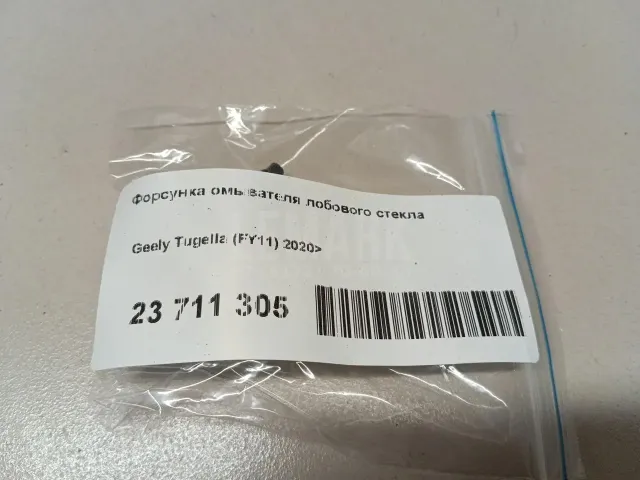 Форсунка омывателя лобового стекла
Geely Tugella (FY11) 2020>
23 711 305